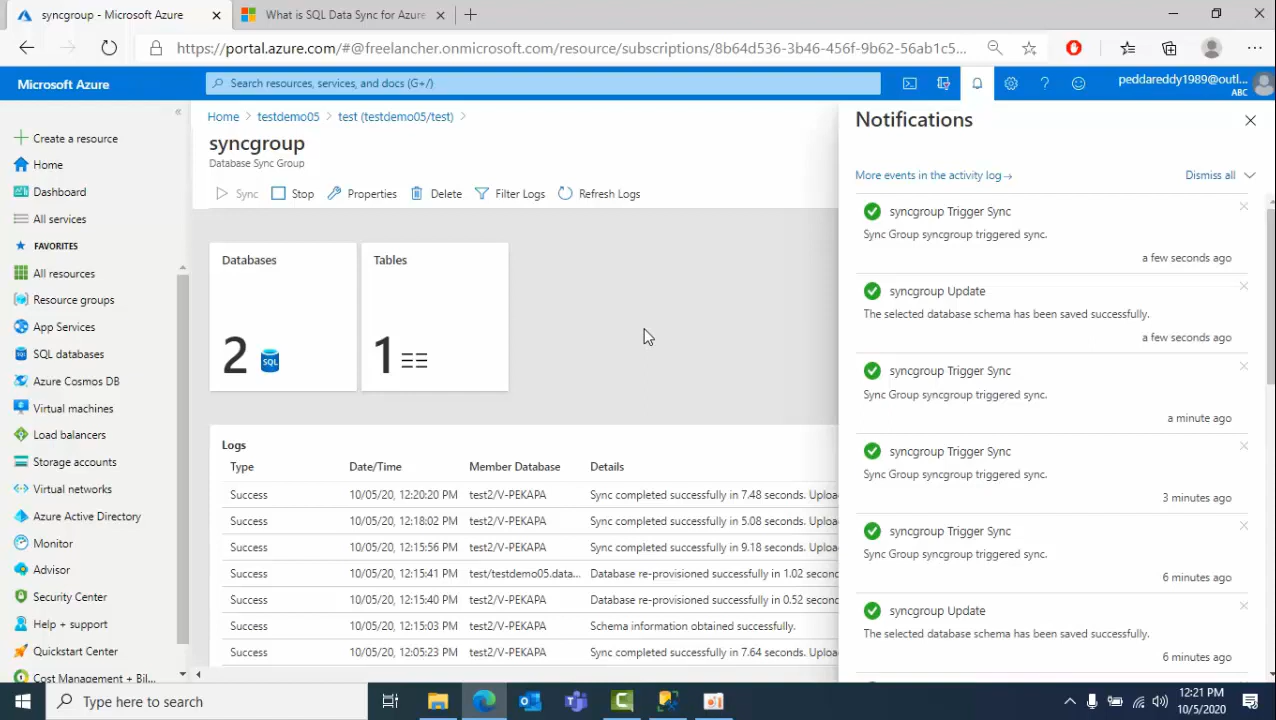 syncgroup - Microsoft Azure
What is SQL Data Sync for Azure
https://portal.azure.com/#@freelancher.onmicrosoft.com/resource/subscriptions/8b64d536-3b46-456f-9b62-56ab1c5...
Microsoft Azure
Search resources, services, and docs (G+/)
peddareddy1989@outl...
ABC
Create a resource
Home
Dashboard
All services
FAVORITES
All resources
Resource groups
App Services
SQL databases
Azure Cosmos DB
Virtual machines
Load balancers
Storage accounts
Virtual networks
Azure Active Directory
Monitor
Advisor
Security Center
Help + support
Quickstart Center
Cost Management + Bil...
Home > testdemo05 > test (testdemo05/test) >
syncgroup
Database Sync Group
Sync Stop Properties Delete Filter Logs Refresh Logs
Databases
2
SQL
Tables
1
Logs
Type Date/Time Member Database Details
Success 10/05/20, 12:20:20 PM test2/V-PEKAPA Sync completed successfully in 7.48 seconds. Uploa
Success 10/05/20, 12:18:02 PM test2/V-PEKAPA Sync completed successfully in 5.08 seconds. Uploa
Success 10/05/20, 12:15:56 PM test2/V-PEKAPA Sync completed successfully in 9.18 seconds. Uploa
Success 10/05/20, 12:15:41 PM test/testdemo05.data... Database re-provisioned successfully in 1.02 secon
Success 10/05/20, 12:15:40 PM test2/V-PEKAPA Database re-provisioned successfully in 0.52 secon
Success 10/05/20, 12:15:03 PM test2/V-PEKAPA Schema information obtained successfully.
Success 10/05/20, 12:05:23 PM test2/V-PEKAPA Sync completed successfully in 7.64 seconds. Uploa
Notifications
More events in the activity log→
Dismiss all
syncgroup Trigger Sync
Sync Group syncgroup triggered sync.
a few seconds ago
syncgroup Update
The selected database schema has been saved successfully.
a few seconds ago
syncgroup Trigger Sync
Sync Group syncgroup triggered sync.
a minute ago
syncgroup Trigger Sync
Sync Group syncgroup triggered sync.
3 minutes ago
syncgroup Trigger Sync
Sync Group syncgroup triggered sync.
6 minutes ago
syncgroup Update
The selected database schema has been saved successfully.
6 minutes ago
Type here to search
12:21 PM
10/5/2020